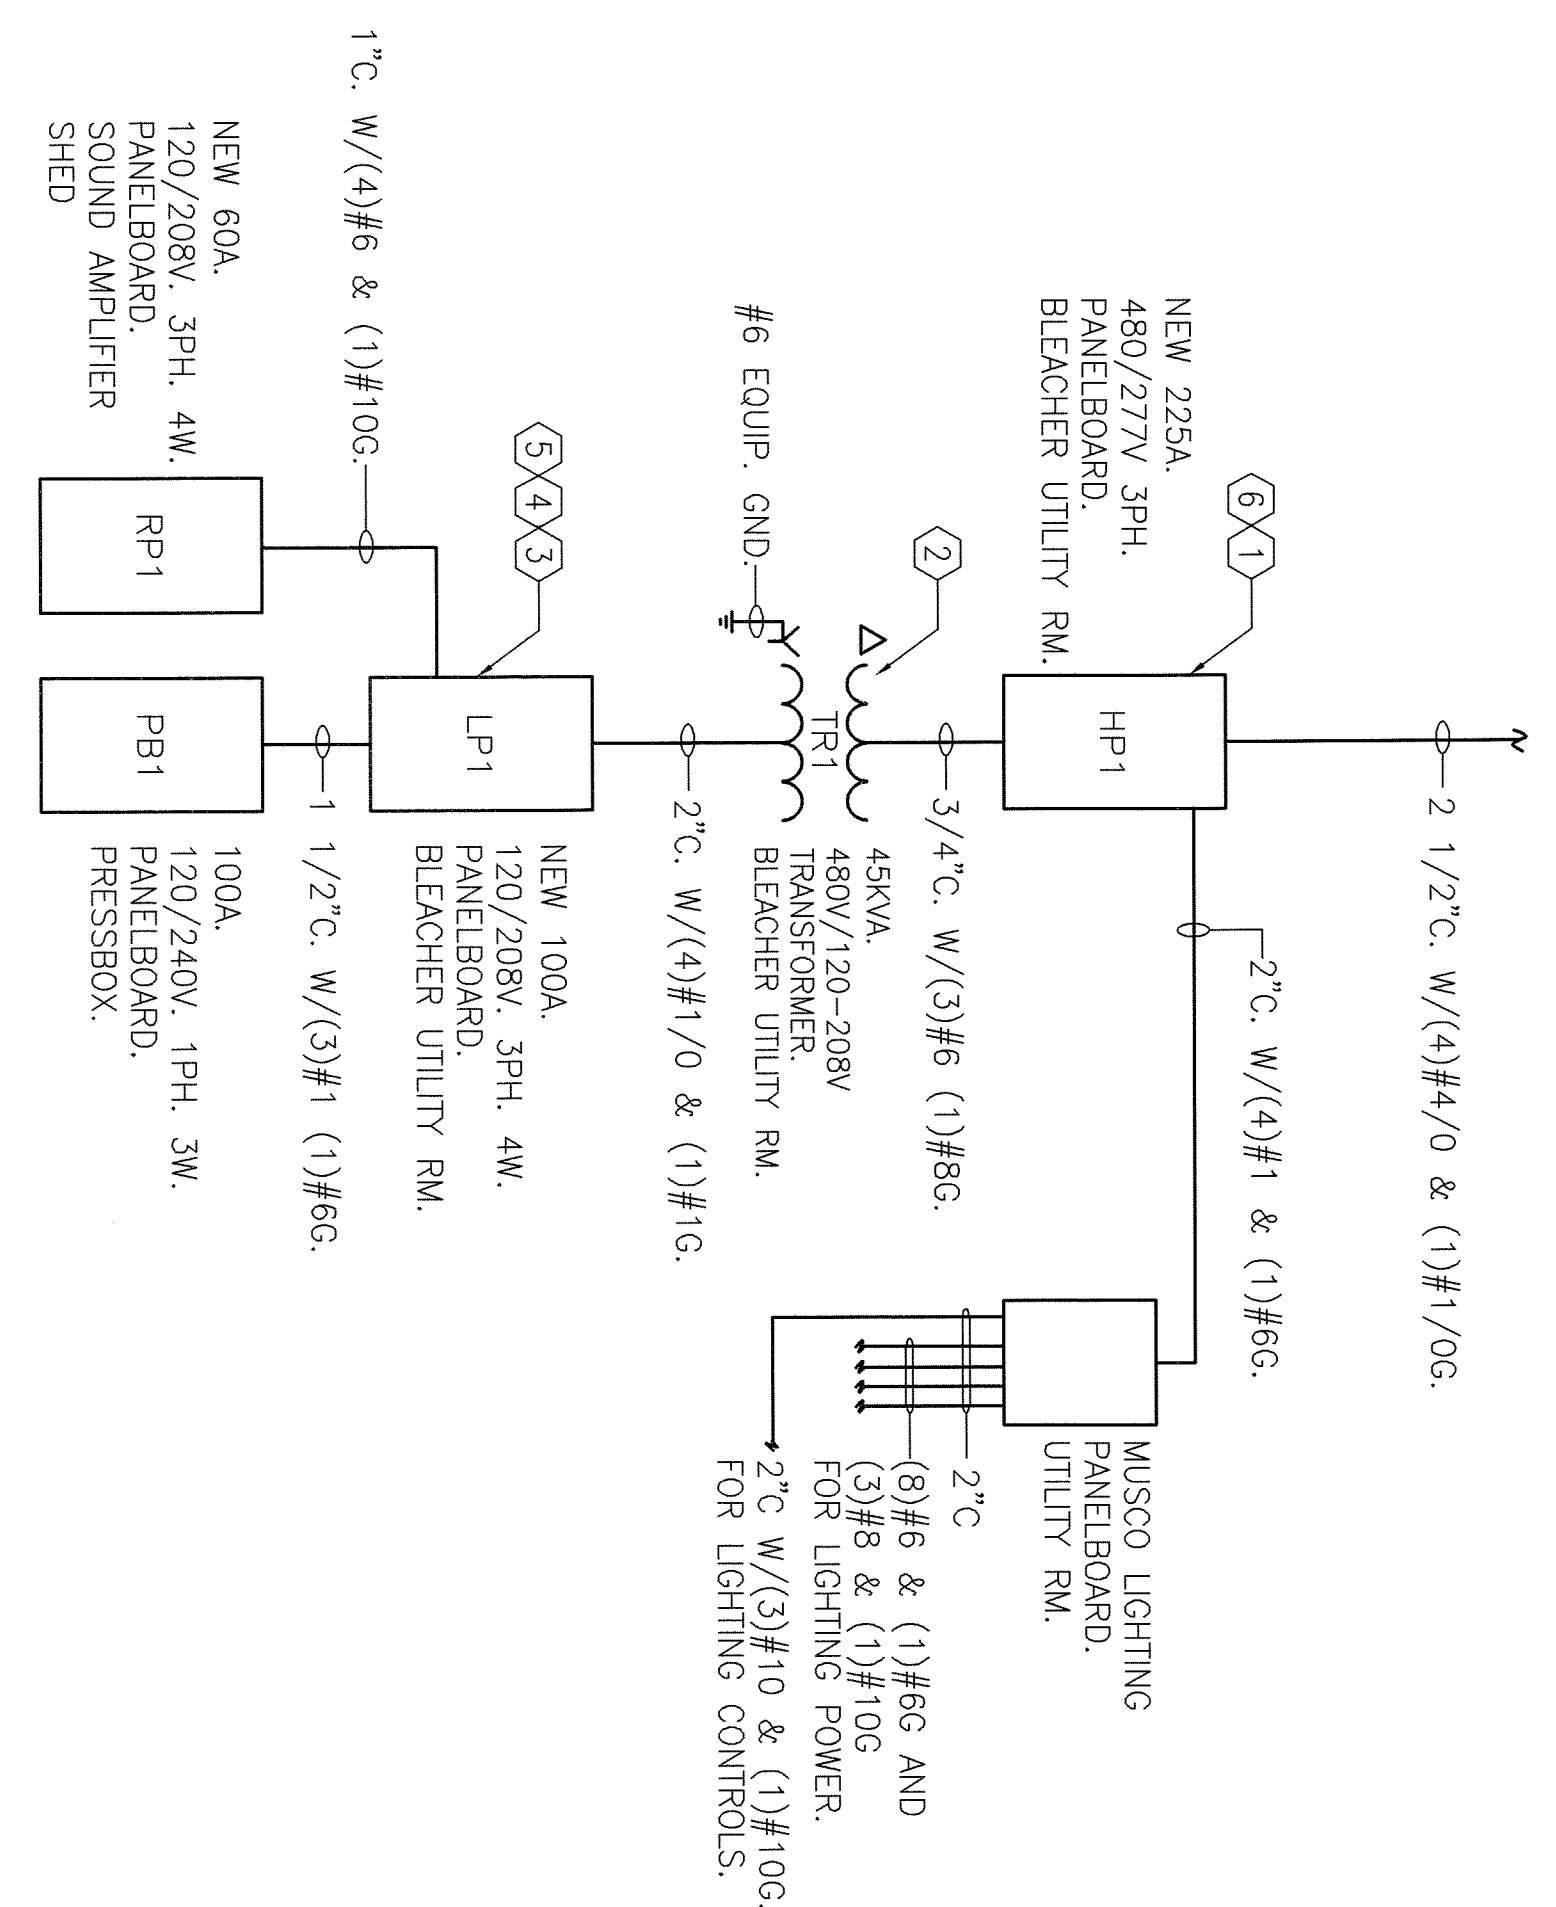 2 1/2"C. W/(4)#4/0 & (1)#1/0G.
NEW 225A.
480/277V 3PH.
PANELBOARD.
BLEACHER UTILITY RM.
6
1
HP1
2"C. W/(4)#1 & (1)#6G.
MUSCO LIGHTING
PANELBOARD.
UTILITY RM.
2"C
(8)#6 & (1)#6G AND
(3)#8 & (1)#10G
FOR LIGHTING POWER.
2"C W/(3)#10 & (1)#10G.
FOR LIGHTING CONTROLS.
3/4"C. W/(3)#6 (1)#8G.
2
TR1
45KVA.
480V/120-208V
TRANSFORMER.
BLEACHER UTILITY RM.
#6 EQUIP. GND.
2"C. W/(4)#1/0 & (1)#1G.
5
4
3
LP1
NEW 100A.
120/208V. 3PH. 4W.
PANELBOARD.
BLEACHER UTILITY RM.
1"C. W/(4)#6 & (1)#10G.
1 1/2"C. W/(3)#1 (1)#6G.
NEW 60A.
120/208V. 3PH. 4W.
PANELBOARD.
SOUND AMPLIFIER
SHED
RP1
PB1
100A.
120/240V. 1PH. 3W.
PANELBOARD.
PRESSBOX.